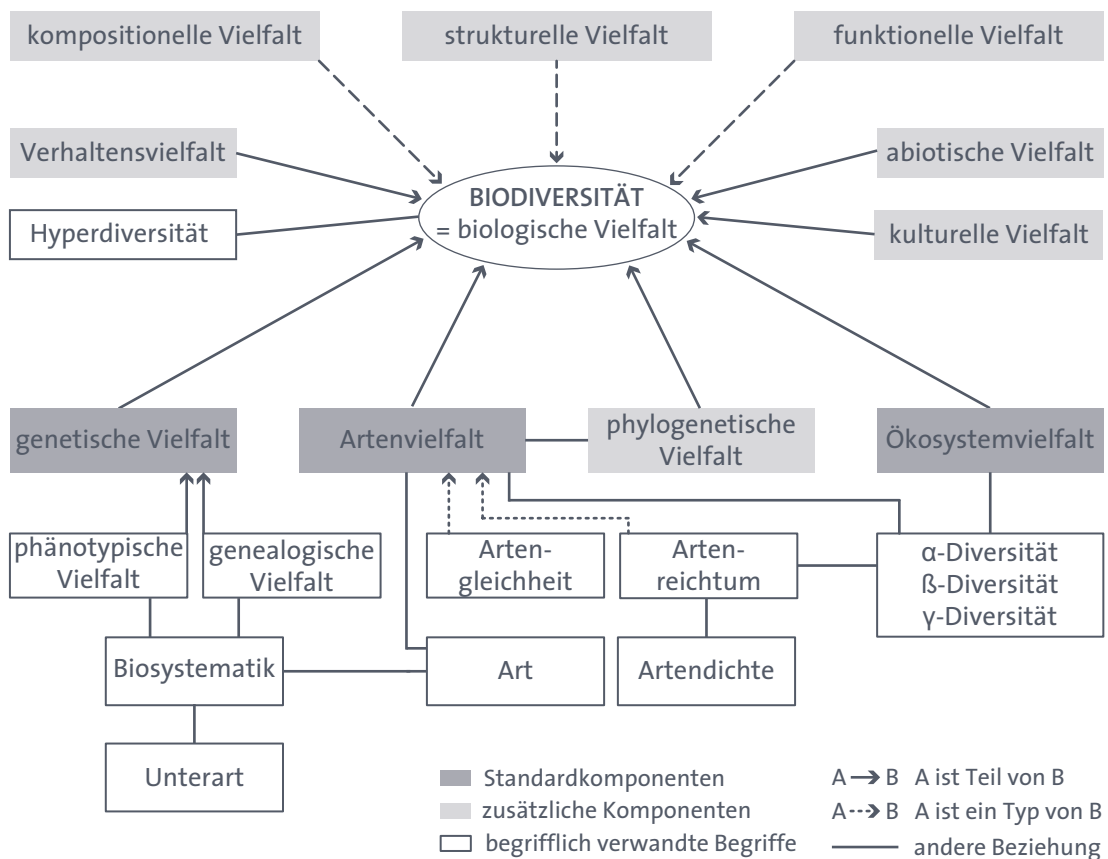 kompositionelle Vielfalt
strukturelle Vielfalt
funktionelle Vielfalt
Verhaltensvielfalt
abiotische Vielfalt
BIODIVERSITÄT
= biologische Vielfalt
Hyperdiversität
kulturelle Vielfalt
genetische Vielfalt
Artenvielfalt
phylogenetische
Vielfalt
Ökosystemvielfalt
phänotypische
Vielfalt
genealogische
Vielfalt
Arten-
gleichheit
Arten-
reichtum
α-Diversität
ß-Diversität
γ-Diversität
Biosystematik
Art
Artendichte
Unterart
Standardkomponenten
zusätzliche Komponenten
begrifflich verwandte Begriffe
A B A ist Teil von B
A B A ist ein Typ von B
andere Beziehung